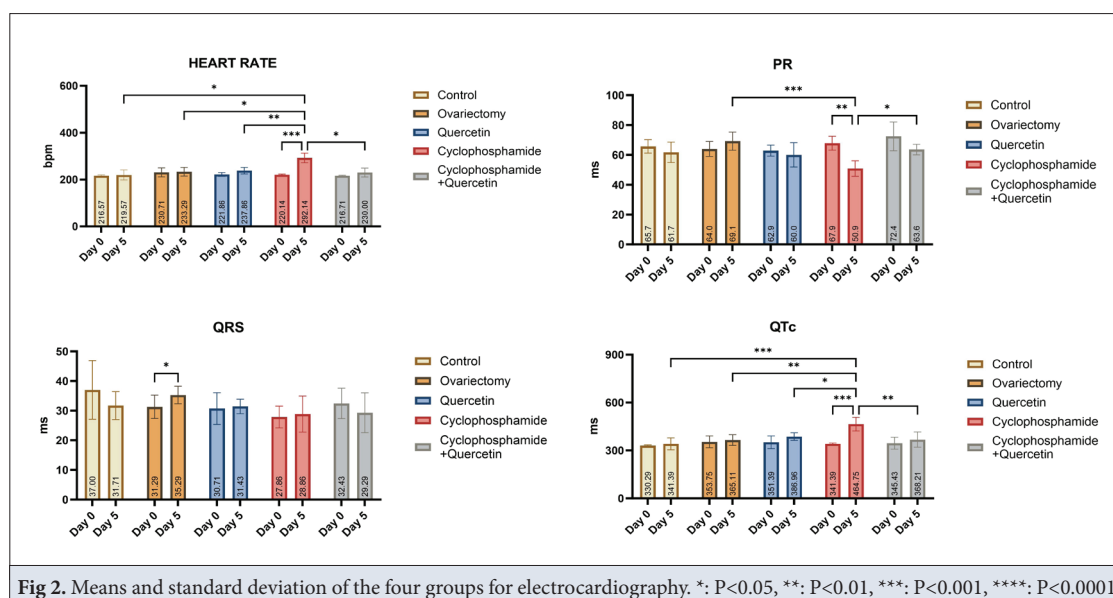 HEART RATE
bpm
600
400
200
0
*
*
**
***
*
216.57
219.57
230.71
233.29
221.86
237.86
220.14
292.14
216.71
230.00
Day 0 Day 5 Day 0 Day 5 Day 0 Day 5 Day 0 Day 5 Day 0 Day 5
Control
Ovariectomy
Quercetin
Cyclophosphamide
Cyclophosphamide
+Quercetin
PR
ms
100
80
60
40
20
0
***
**
*
65.7
61.7
64.0
69.1
62.9
60.0
67.9
50.9
72.4
63.6
Day 0 Day 5 Day 0 Day 5 Day 0 Day 5 Day 0 Day 5 Day 0 Day 5
Control
Ovariectomy
Quercetin
Cyclophosphamide
Cyclophosphamide
+Quercetin
QRS
ms
50
40
30
20
10
0
*
37.00
31.71
31.29
35.29
30.71
31.43
27.86
28.86
32.43
29.29
Day 0 Day 5 Day 0 Day 5 Day 0 Day 5 Day 0 Day 5 Day 0 Day 5
Control
Ovariectomy
Quercetin
Cyclophosphamide
Cyclophosphamide
+Quercetin
QTc
ms
900
600
300
0
***
**
*
***
**
330.29
341.39
353.75
365.11
351.39
386.96
341.39
464.75
345.43
368.21
Day 0 Day 5 Day 0 Day 5 Day 0 Day 5 Day 0 Day 5 Day 0 Day 5
Control
Ovariectomy
Quercetin
Cyclophosphamide
Cyclophosphamide
+Quercetin
Fig 2. Means and standard deviation of the four groups for electrocardiography. *: P<0.05, **: P<0.01, ***: P<0.001, ****: P<0.0001